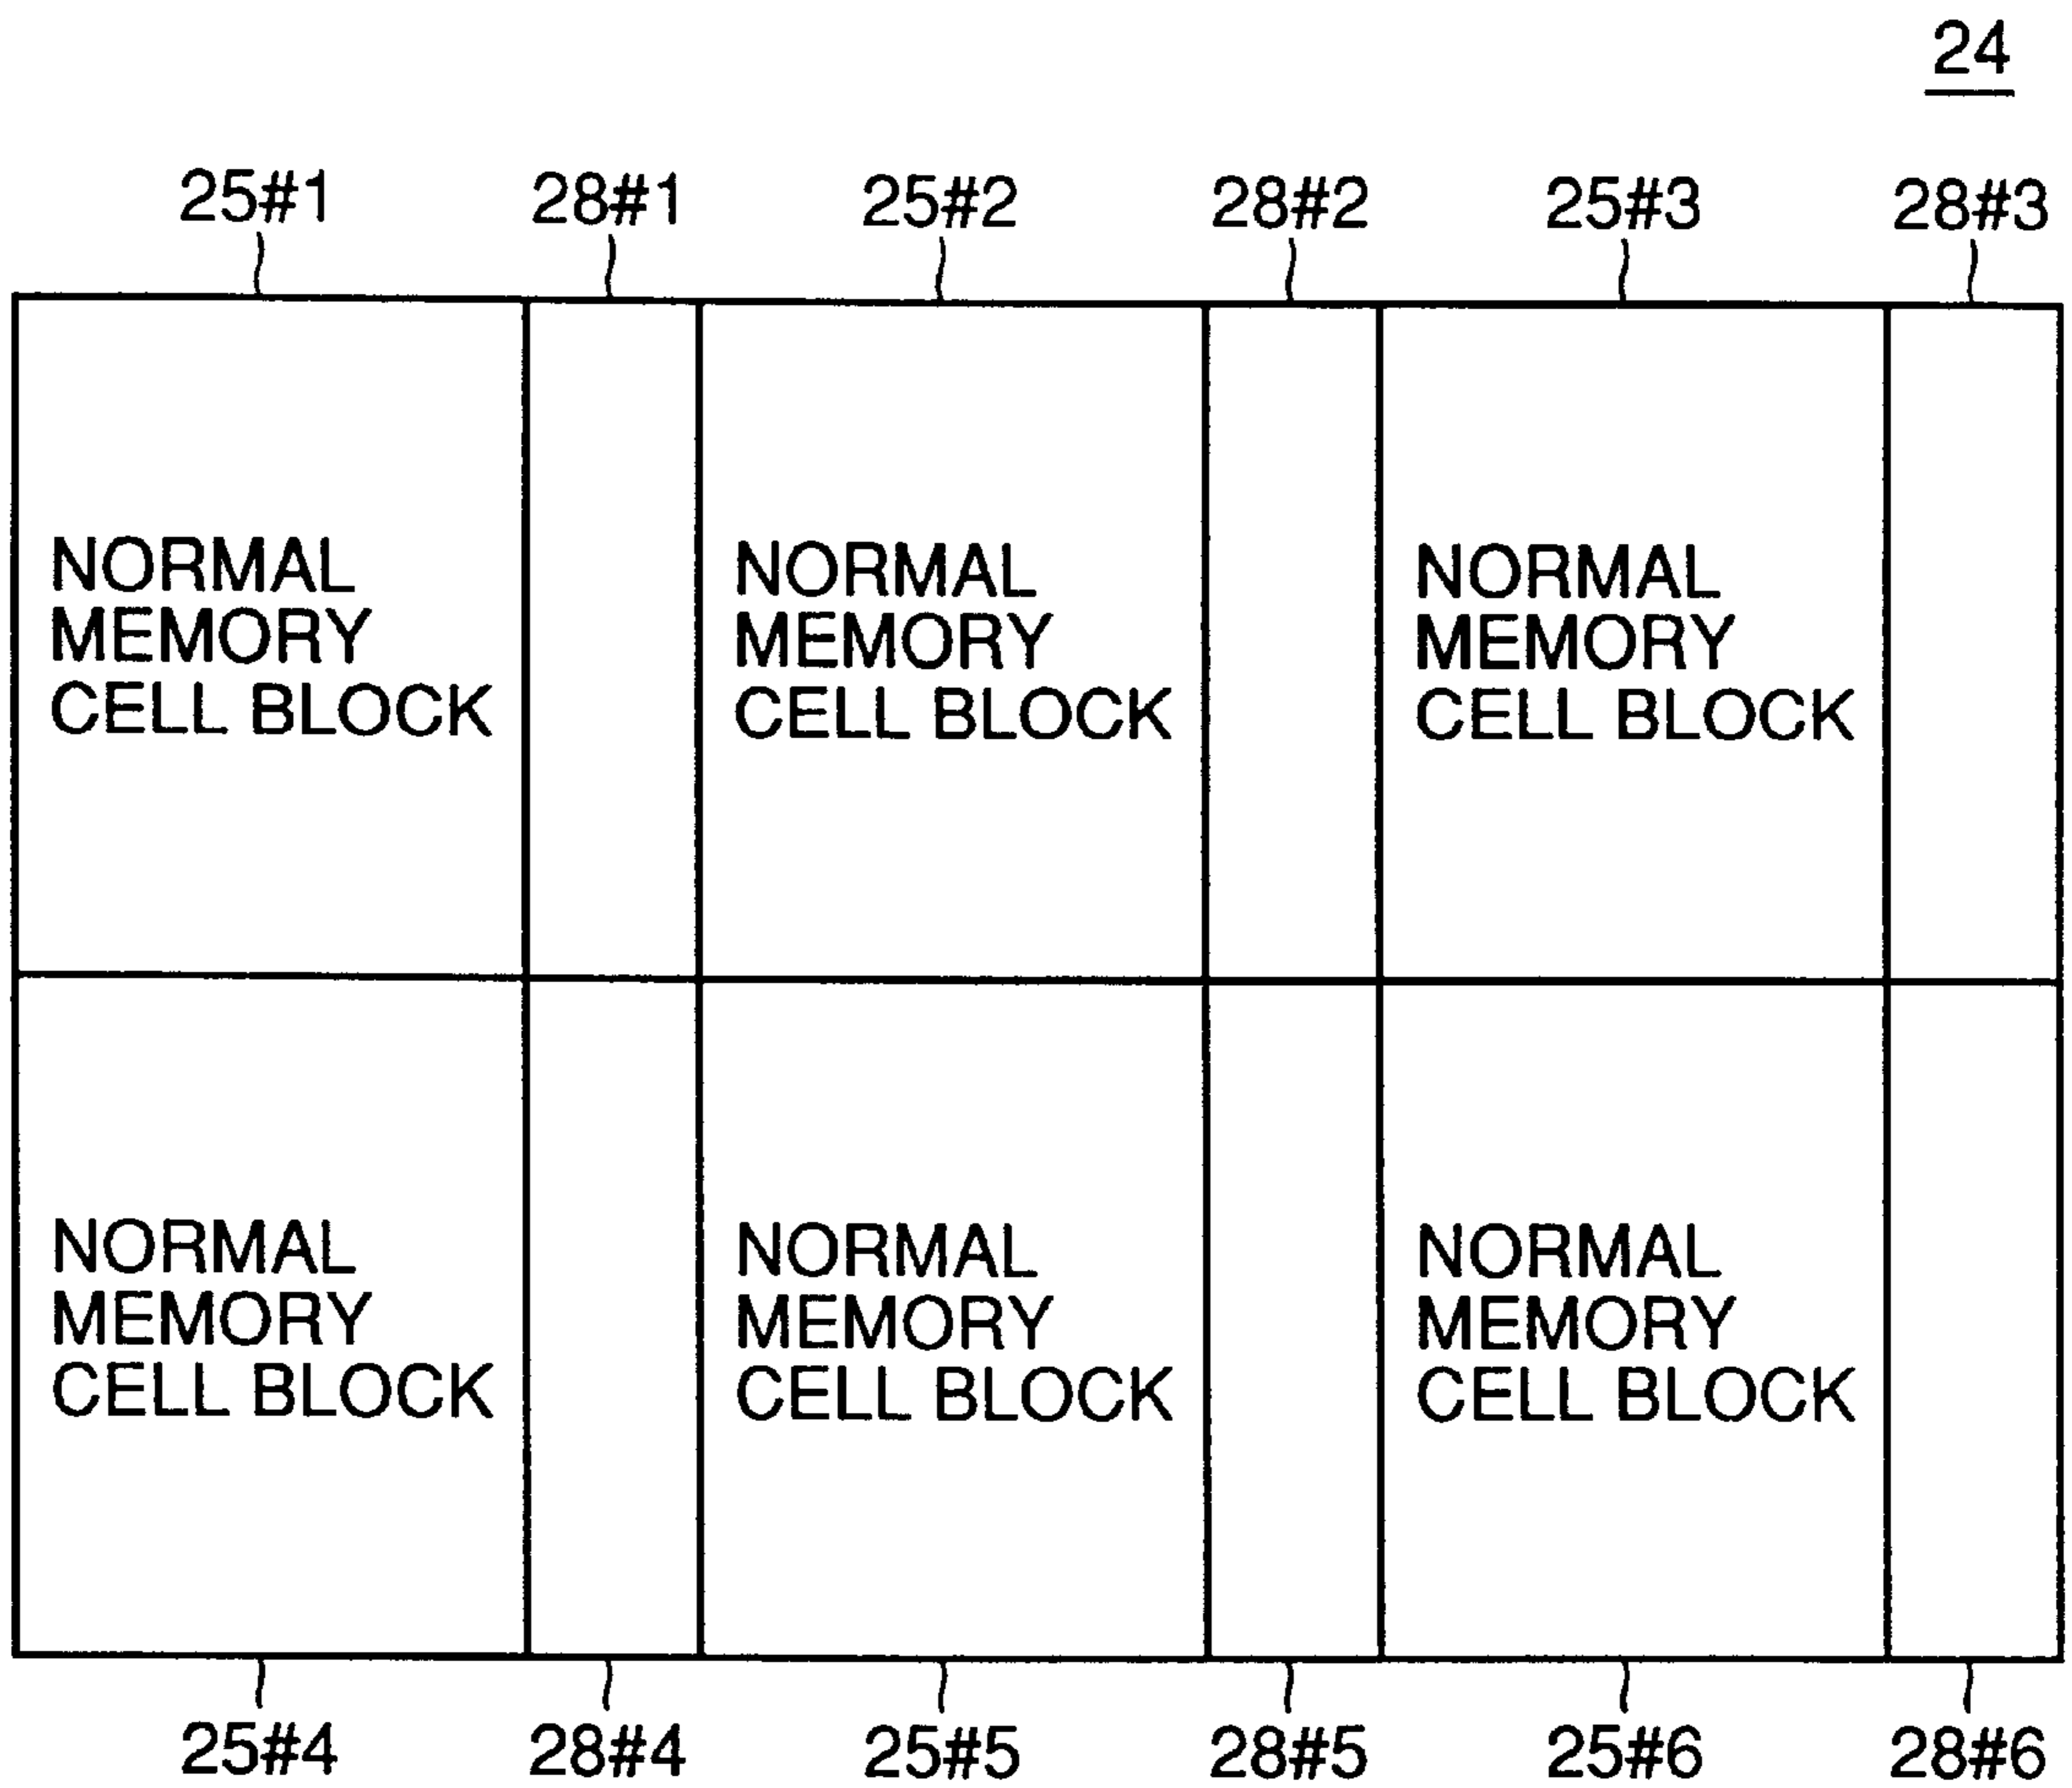 24
25#1 28#1 25#2 28#2 25#3 28#3
NORMAL
MEMORY
CELL BLOCK
NORMAL
MEMORY
CELL BLOCK
NORMAL
MEMORY
CELL BLOCK
NORMAL
MEMORY
CELL BLOCK
NORMAL
MEMORY
CELL BLOCK
NORMAL
MEMORY
CELL BLOCK
25#4 28#4 25#5 28#5 25#6 28#6